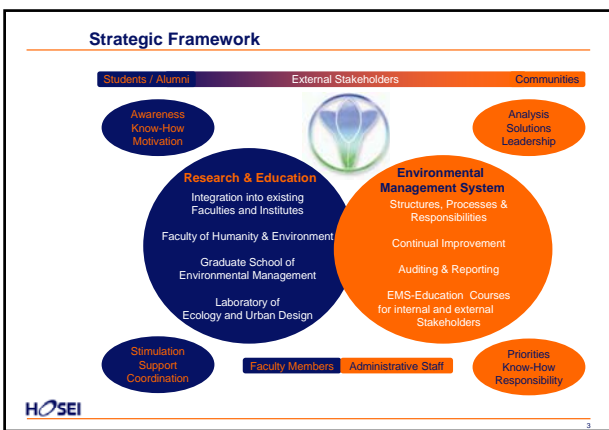 Strategic Framework
Students / Alumni External Stakeholders Communities
Awareness
Know-How
Motivation
Analysis
Solutions
Leadership
Research & Education
Integration into existing
Faculties and Institutes
Faculty of Humanity & Environment
Graduate School of
Environmental Management
Laboratory of
Ecology and Urban Design
Environmental
Management System
Structures, Processes &
Responsibilities
Continual Improvement
Auditing & Reporting
EMS-Education Courses
for internal and external
Stakeholders
Stimulation
Support
Coordination
Faculty Members Administrative Staff
Priorities
Know-How
Responsibility
HOSEI
3